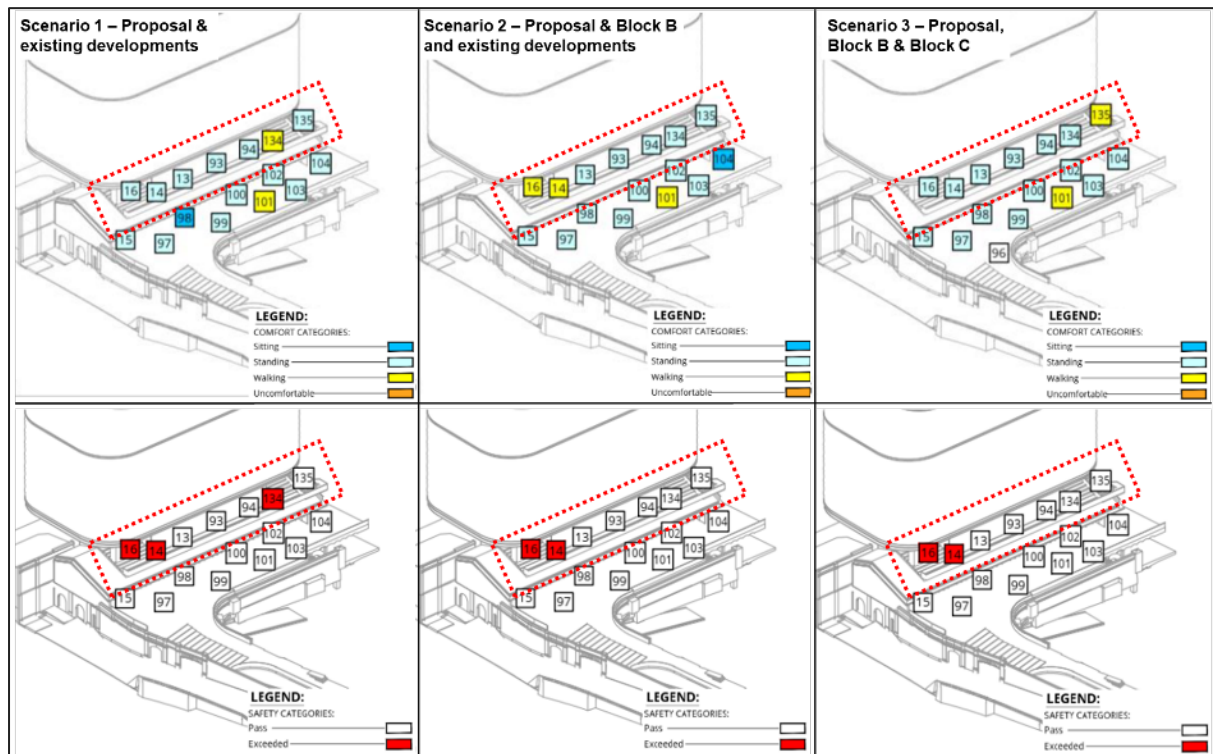 Scenario 1 – Proposal &
existing developments
135
134
94
93
104
13
102
16
14
103
100
101
98
99
15
97
LEGEND:
COMFORT CATEGORIES:
Sitting
Standing
Walking
Uncomfortable
Scenario 2 – Proposal & Block B
and existing developments
135
134
94
93
104
13
102
16
14
103
100
101
98
99
15
97
LEGEND:
COMFORT CATEGORIES:
Sitting
Standing
Walking
Uncomfortable
Scenario 3 – Proposal,
Block B & Block C
135
134
94
93
104
13
102
16
14
103
100
101
98
99
15
97
96
LEGEND:
COMFORT CATEGORIES:
Sitting
Standing
Walking
Uncomfortable
135
134
94
93
104
13
102
16
14
103
100
101
98
99
15
97
LEGEND:
SAFETY CATEGORIES:
Pass
Exceeded
135
134
94
93
104
13
102
16
14
103
100
101
98
99
15
97
LEGEND:
SAFETY CATEGORIES:
Pass
Exceeded
135
134
94
93
104
13
102
16
14
103
100
101
98
99
15
97
LEGEND:
SAFETY CATEGORIES:
Pass
Exceeded